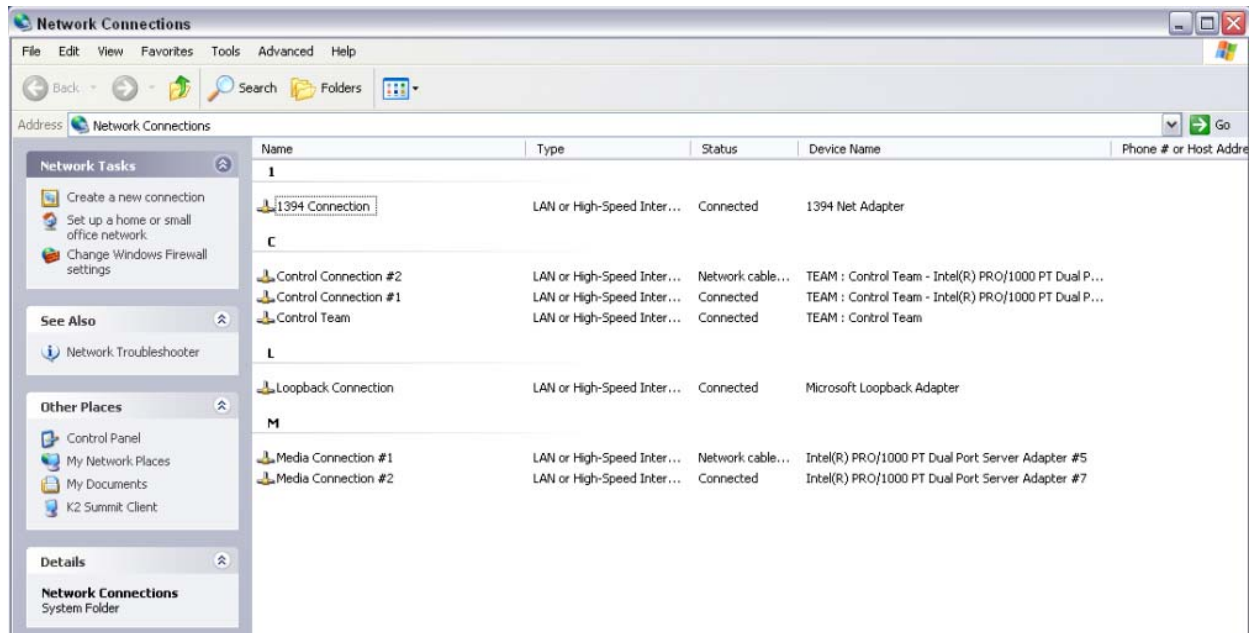 Network Connections
File Edit View Favorites Tools Advanced Help
Back Search Folders
Address Network Connections Go
Name Type Status Device Name Phone # or Host Addre
Network Tasks
Create a new connection
Set up a home or small
office network
Change Windows Firewall
settings
See Also
Network Troubleshooter
Other Places
Control Panel
My Network Places
My Documents
K2 Summit Client
Details
Network Connections
System Folder
1
1394 Connection LAN or High-Speed Inter... Connected 1394 Net Adapter
C
Control Connection #2 LAN or High-Speed Inter... Network cable... TEAM : Control Team - Intel(R) PRO/1000 PT Dual P...
Control Connection #1 LAN or High-Speed Inter... Connected TEAM : Control Team - Intel(R) PRO/1000 PT Dual P...
Control Team LAN or High-Speed Inter... Connected TEAM : Control Team
L
Loopback Connection LAN or High-Speed Inter... Connected Microsoft Loopback Adapter
M
Media Connection #1 LAN or High-Speed Inter... Network cable... Intel(R) PRO/1000 PT Dual Port Server Adapter #5
Media Connection #2 LAN or High-Speed Inter... Connected Intel(R) PRO/1000 PT Dual Port Server Adapter #7